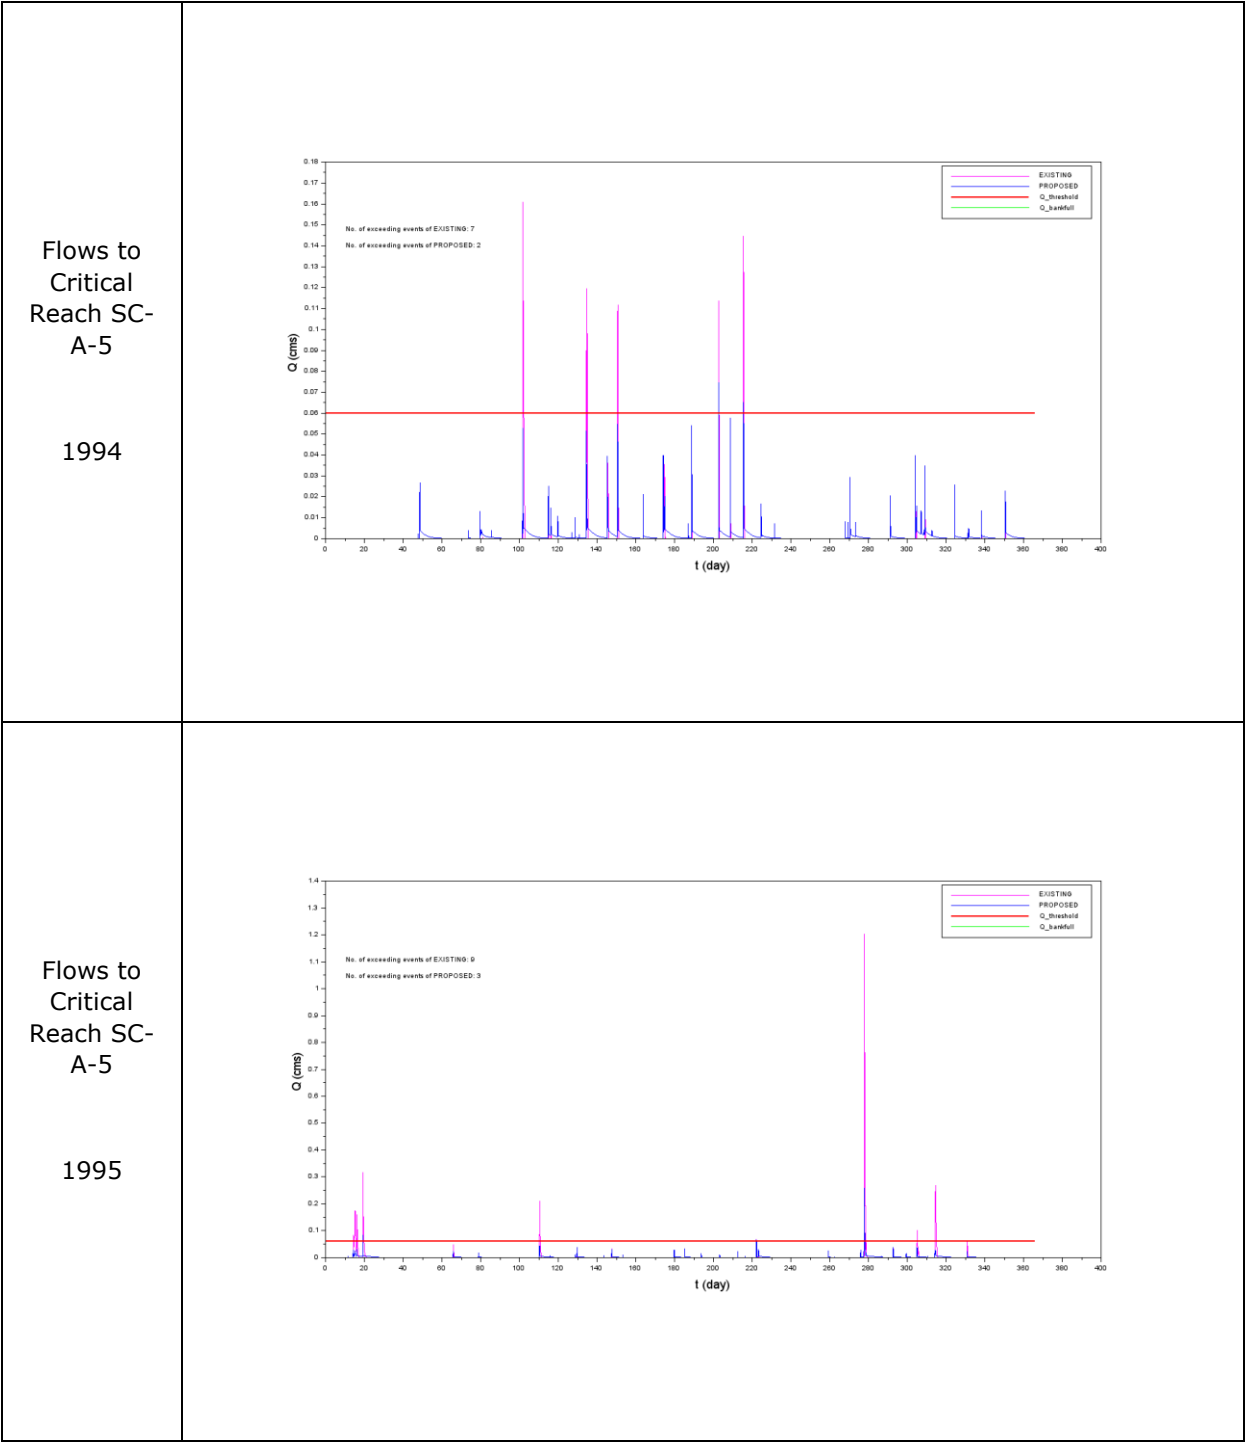 Flows to
Critical
Reach SC-
A-5
1994
0.18
0.17
0.16
0.15
0.14
0.13
0.12
0.11
0.1
0.09
0.08
0.07
0.06
0.05
0.04
0.03
0.02
0.01
0
Q (cms)
No. of exceeding events of EXISTING: 7
No. of exceeding events of PROPOSED: 2
EXISTING
PROPOSED
Q_threshold
Q_bankfull
0 20 40 60 80 100 120 140 160 180 200 220 240 260 280 300 320 340 360 380 400
t (day)
Flows to
Critical
Reach SC-
A-5
1995
1.4
1.3
1.2
1.1
1
0.9
0.8
0.7
0.6
0.5
0.4
0.3
0.2
0.1
0
Q (cms)
No. of exceeding events of EXISTING: 9
No. of exceeding events of PROPOSED: 3
EXISTING
PROPOSED
Q_threshold
Q_bankfull
0 20 40 60 80 100 120 140 160 180 200 220 240 260 280 300 320 340 360 380 400
t (day)